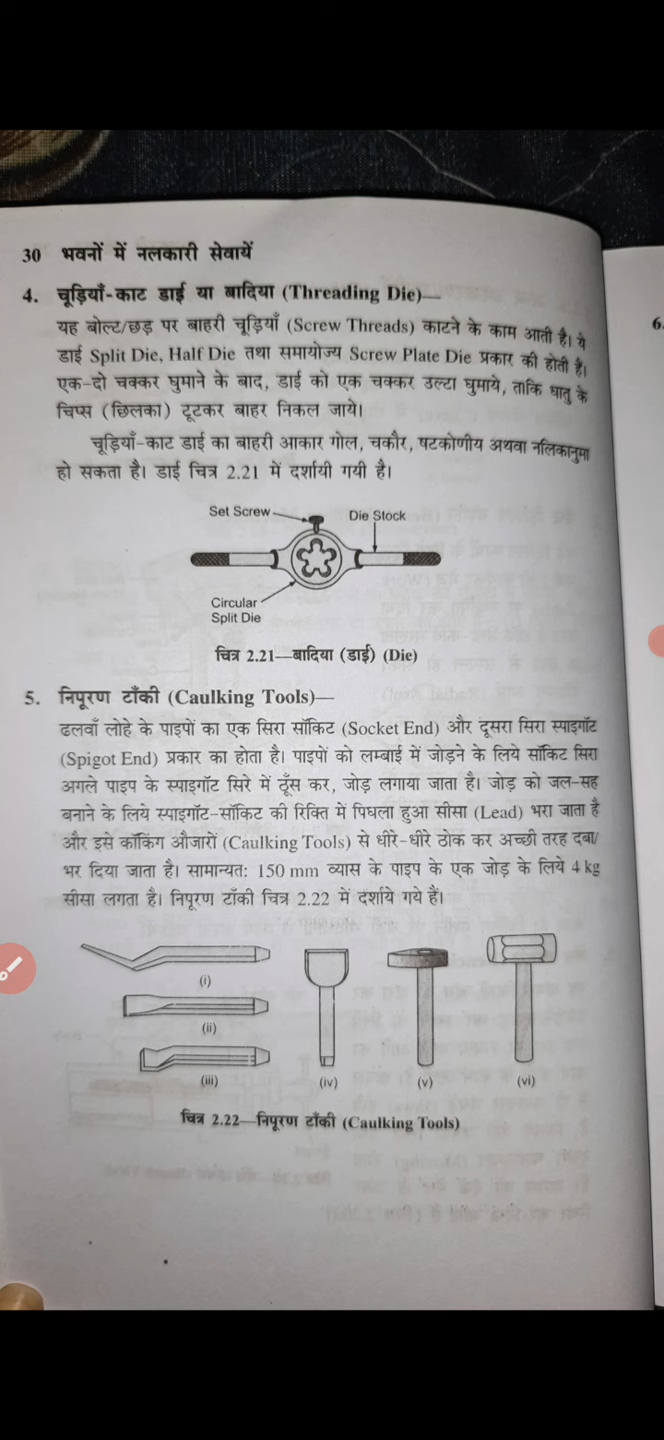 30 भवनों में नलकारी सेवायें
4. चूड़ियाँ-काट डाई या बादिया (Threading Die)—
यह बोल्ट/छड़ पर बाहरी चूड़ियाँ (Screw Threads) काटने के काम आती है। ये
डाई Split Die, Half Die तथा समायोज्य Screw Plate Die प्रकार की होती है।
एक-दो चक्कर घुमाने के बाद, डाई को एक चक्कर उल्टा घुमाये, ताकि धातु के
चिप्स (छिलका) टूटकर बाहर निकल जाये।
चूड़ियाँ-काट डाई का बाहरी आकार गोल, चकौर, षटकोणीय अथवा नलिकानुमा
हो सकता है। डाई चित्र 2.21 में दर्शायी गयी है।
Set Screw
Die Stock
Circular
Split Die
चित्र 2.21—बादिया (डाई) (Die)
5. निपूरण टाँकी (Caulking Tools)—
ढलवाँ लोहे के पाइपों का एक सिरा सॉकिट (Socket End) और दूसरा सिरा स्पाइगॉट
(Spigot End) प्रकार का होता है। पाइपों को लम्बाई में जोड़ने के लिये सॉकिट सिरा
अगले पाइप के स्पाइगॉट सिरे में ठूँस कर, जोड़ लगाया जाता है। जोड़ को जल-सह
बनाने के लिये स्पाइगॉट-सॉकिट की रिक्ति में पिघला हुआ सीसा (Lead) भरा जाता है
और इसे कॉकिंग औजारों (Caulking Tools) से धीरे-धीरे ठोक कर अच्छी तरह दबा/
भर दिया जाता है। सामान्यत: 150 mm व्यास के पाइप के एक जोड़ के लिये 4 kg
सीसा लगता है। निपूरण टाँकी चित्र 2.22 में दर्शाये गये हैं।
(i)
(ii)
(iii)
(iv)
(v)
(vi)
चित्र 2.22—निपूरण टाँकी (Caulking Tools)
6.